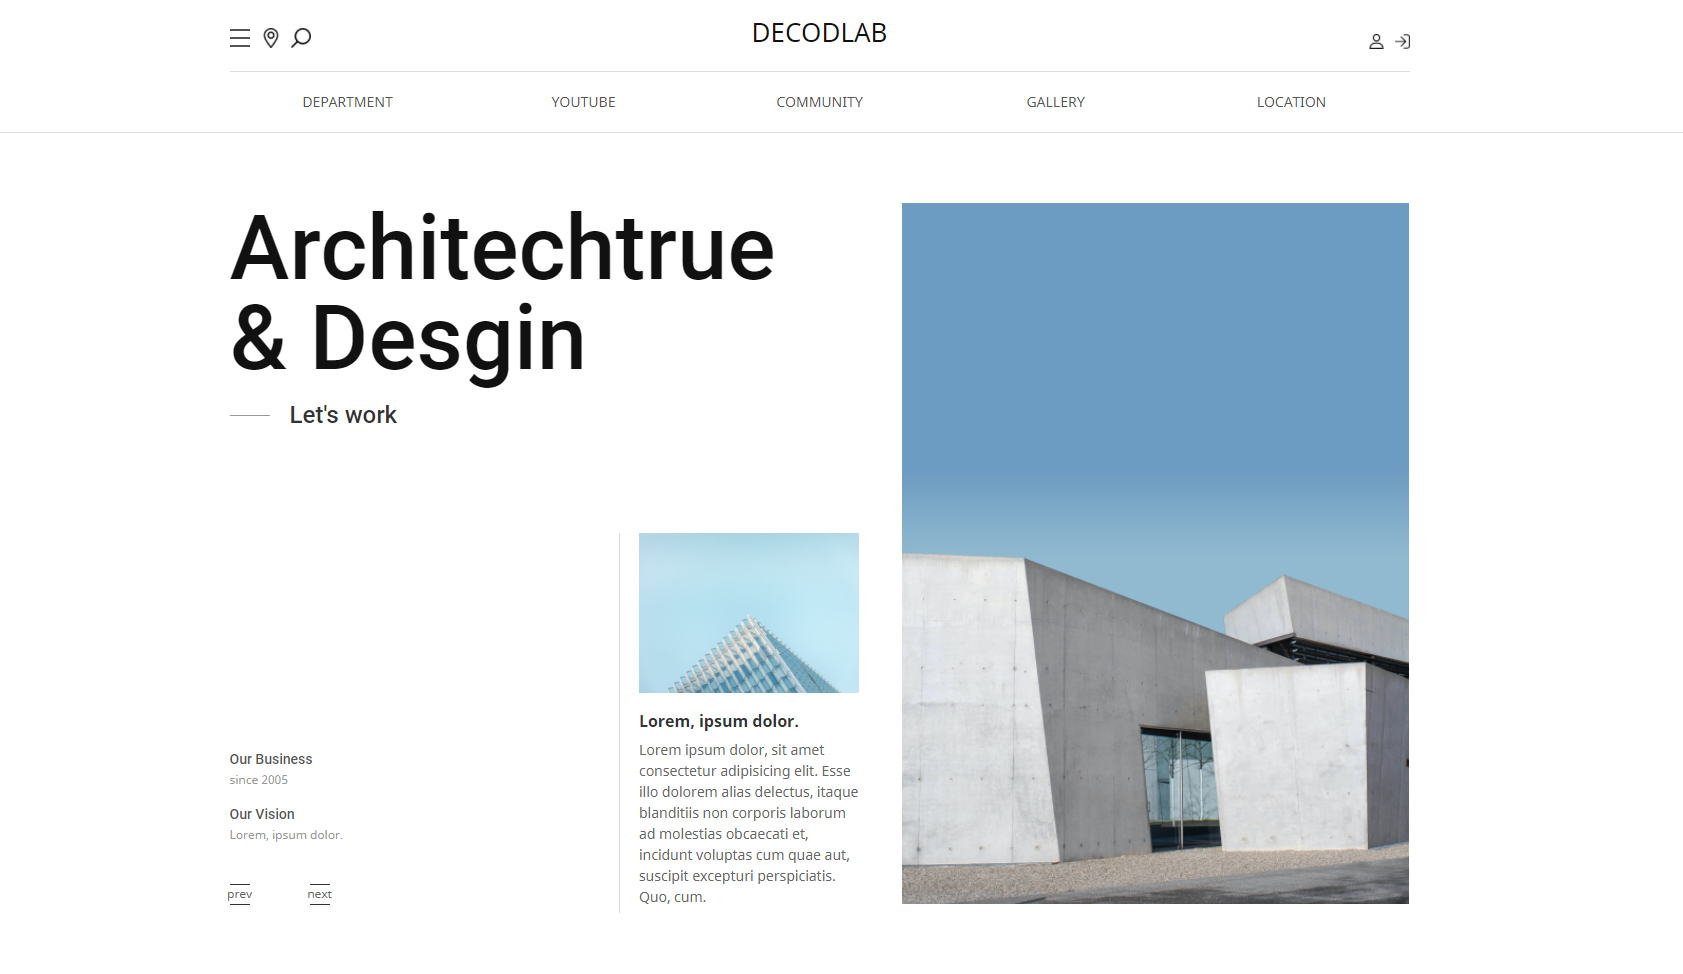 DECODLAB
DEPARTMENT
YOUTUBE
COMMUNITY
GALLERY
LOCATION
Architechtrue
& Desgin
Let's work
Lorem, ipsum dolor.
Lorem ipsum dolor, sit amet
consectetur adipisicing elit. Esse
illo dolorem alias delectus, itaque
blanditiis non corporis laborum
ad molestias obcaecati et,
incidunt voluptas cum quae aut,
suscipit excepturi perspiciatis.
Quo, cum.
Our Business
since 2005
Our Vision
Lorem, ipsum dolor.
prev
next